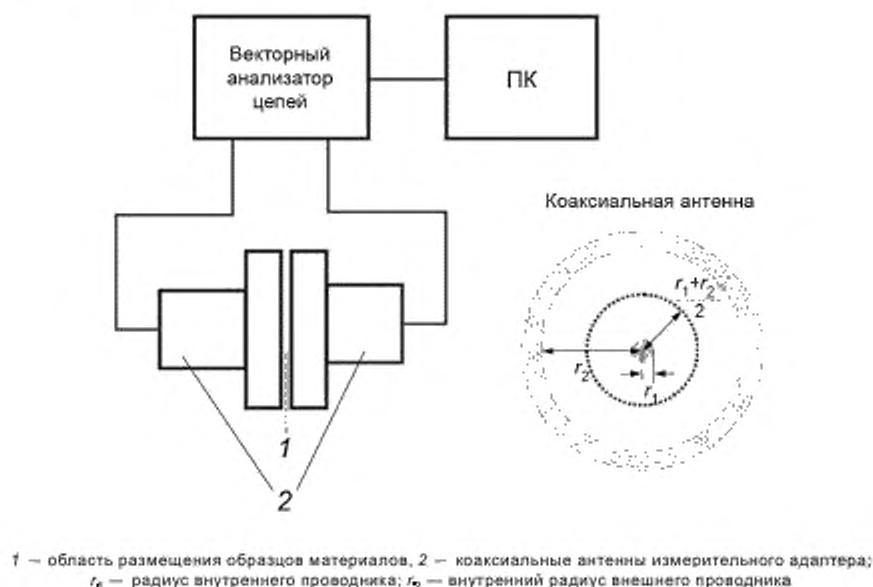 Векторный
анализатор
цепей
ПК
Коаксиальная антенна
r₁+r₂
2
r₂
r₁
1
2
1 — область размещения образцов материалов, 2 — коаксиальные антенны измерительного адаптера;
— радиус внутреннего проводника; — внутренний радиус внешнего проводника